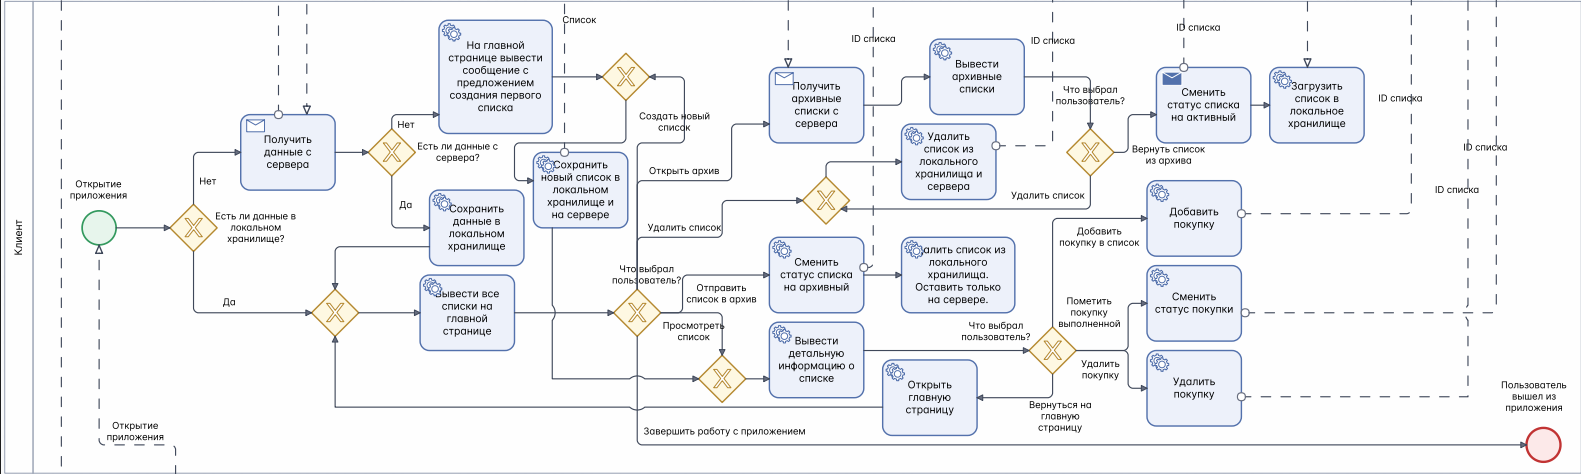 Клиент
Открытие
приложения
Есть ли данные в
локальном
хранилище?
Нет
Да
Получить
данные с
сервера
Есть ли данные с
сервера?
Нет
Да
На главной
странице вывести
сообщение с
предложением
создания первого
списка
Сохранить
данные в
локальном
хранилище
Вывести все
списки на
главной
странице
Список
Сохранить
новый список в
локальном
хранилище и
на сервере
Создать новый
список
Открыть архив
Удалить список
Что выбрал
пользователь?
Отправить
список в архив
Просмотреть
список
Завершить работу с приложением
Получить
архивные
списки с
сервера
ID списка
Вывести
архивные
списки
ID списка
Что выбрал
пользователь?
Удалить
список из
локального
хранилища и
сервера
Вернуть список
из архива
Удалить список
ID списка
Сменить
статус списка
на активный
Загрузить
список в
локальное
хранилище
ID списка
ID списка
ID списка
Сменить
статус списка
на архивный
алить список из
локального
хранилища.
Оставить только
на сервере.
Вывести
детальную
информацию о
списке
Что выбрал
пользователь?
Добавить
покупку в список
Пометить
покупку
выполненной
Удалить
покупку
Вернуться на
главную
страницу
Открыть
главную
страницу
Добавить
покупку
Сменить
статус покупки
Удалить
покупку
Пользователь
вышел из
приложения
Открытие
приложения